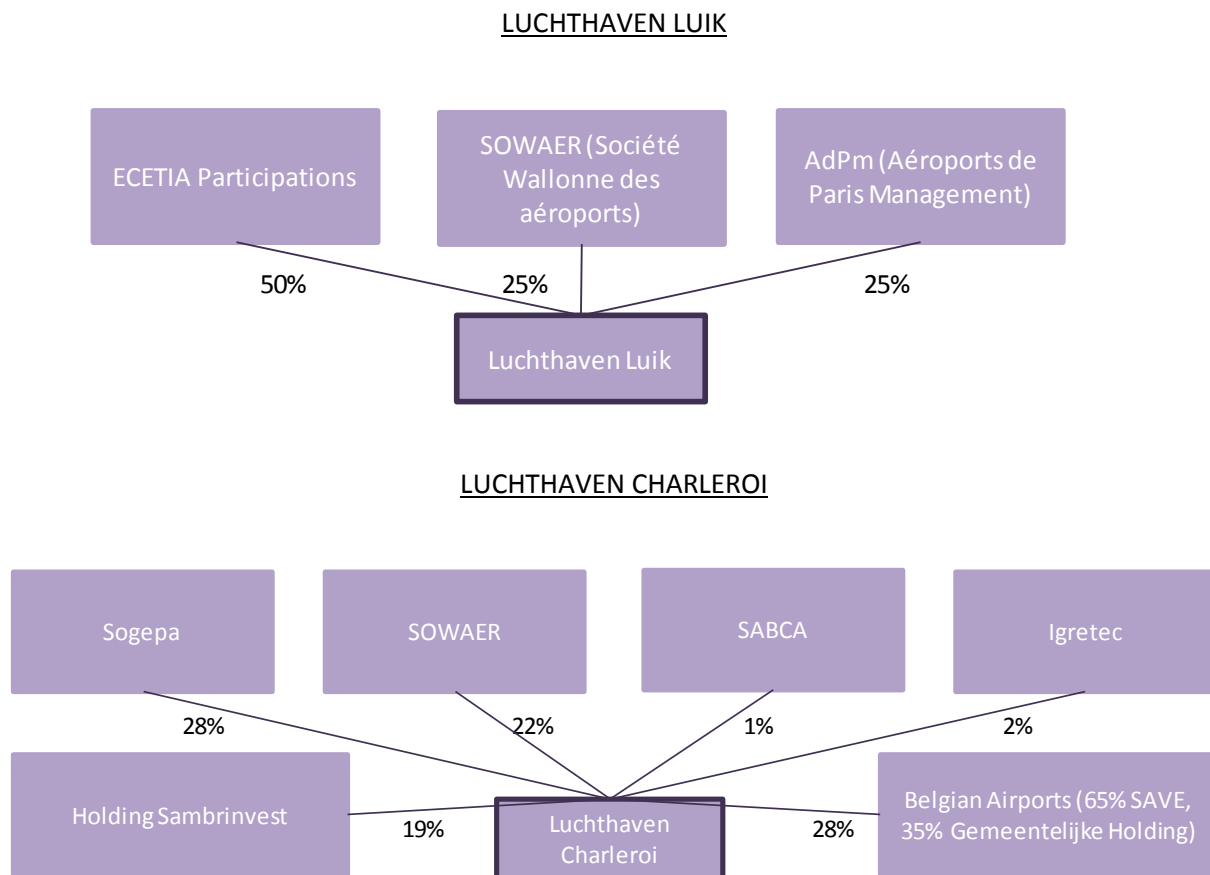 LUCHTHAVEN LUIK
ECETIA Participations
SOWAER (Société
Wallonne des
aéroports)
AdPm (Aéroports de
Paris Management)
50%
25%
25%
Luchthaven Luik
LUCHTHAVEN CHARLEROI
Sogepa
SOWAER
SABCA
Igretec
28%
22%
1%
2%
Holding Sambrinvest
19%
Luchthaven
Charleroi
28%
Belgian Airports (65% SAVE,
35% Gemeentelijke Holding)